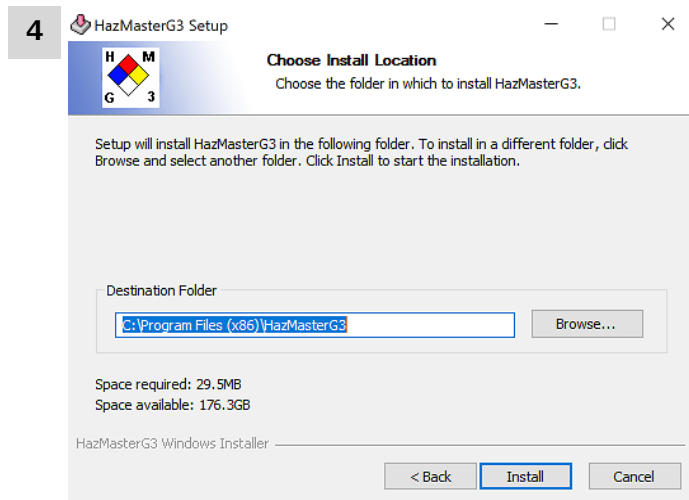 4
HazMasterG3 Setup
H M
G 3
Choose Install Location
Choose the folder in which to install HazMasterG3.
Setup will install HazMasterG3 in the following folder. To install in a different folder, click
Browse and select another folder. Click Install to start the installation.
Destination Folder
C:\Program Files (x86)\HazMasterG3
Browse...
Space required: 29.5MB
Space available: 176.3GB
HazMasterG3 Windows Installer
< Back
Install
Cancel